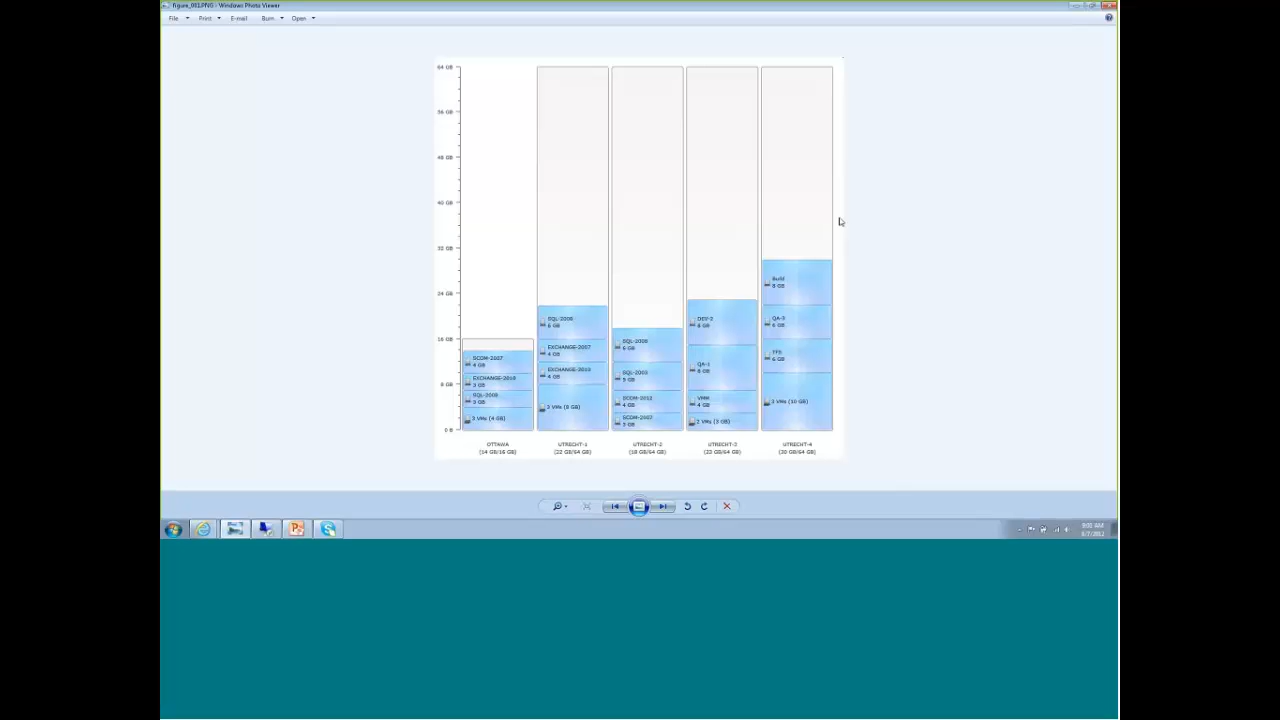 figure_002.PNG - Windows Photo Viewer
File Print E-mail Burn Open
64 GB
56 GB
48 GB
40 GB
32 GB
24 GB
16 GB
8 GB
0 B
SCOM-2007
4 GB
EXCHANGE-2010
3 GB
SQL-2008
3 GB
3 VMs (4 GB)
OTTAWA
(14 GB/16 GB)
SQL-2008
6 GB
EXCHANGE-2007
4 GB
EXCHANGE-2010
4 GB
3 VMs (8 GB)
UTRECHT-1
(22 GB/64 GB)
SQL-2008
6 GB
SQL-2005
5 GB
SCOM-2012
4 GB
SCOM-2007
3 GB
UTRECHT-2
(18 GB/64 GB)
DEV-2
8 GB
QA-1
8 GB
VMM
4 GB
2 VMs (3 GB)
UTRECHT-3
(23 GB/64 GB)
Build
8 GB
QA-3
6 GB
TFS
6 GB
3 VMs (10 GB)
UTRECHT-4
(30 GB/64 GB)